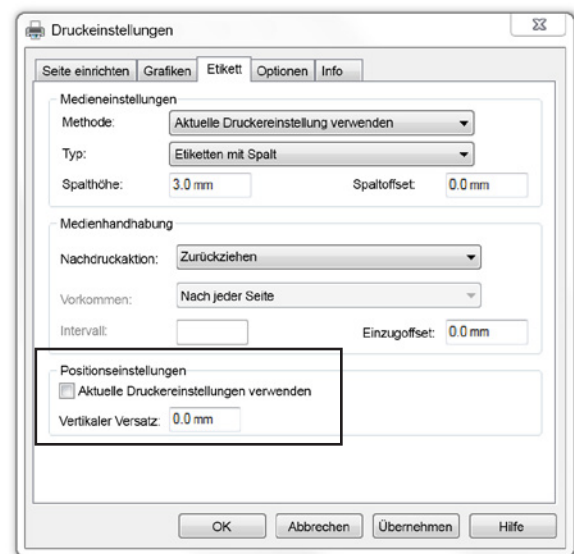 Druckeinstellungen
Seite einrichten Grafiken Etikett Optionen Info
Medieneinstellungen
Methode: Aktuelle Druckereinstellung verwenden
Typ: Etiketten mit Spalt
Spalthöhe: 3.0 mm Spaltoffset: 0.0 mm
Medienhandhabung
Nachdruckaktion: Zurückziehen
Vorkommen: Nach jeder Seite
Intervall: Einzugoffset: 0.0 mm
Positionseinstellungen
Aktuelle Druckereinstellungen verwenden
Vertikaler Versatz: 0.0 mm
OK Abbrechen Übernehmen Hilfe